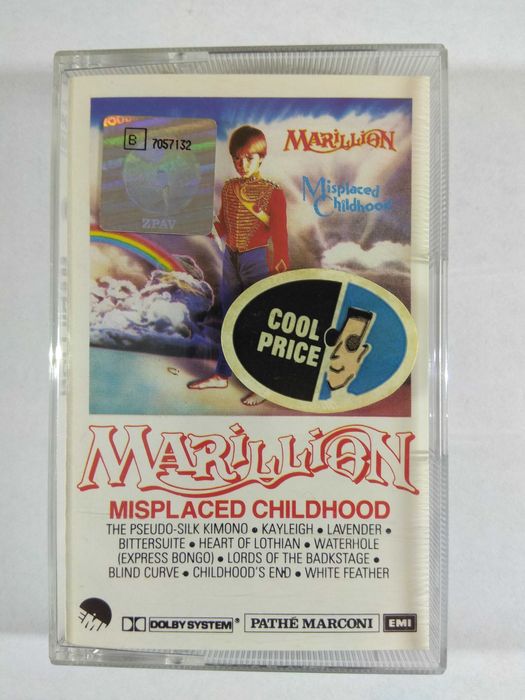 B 7057132
ZPAV
MARILLION
Misplaced
Childhood
COOL
PRICE
MARILLION
MISPLACED CHILDHOOD
THE PSEUDO-SILK KIMONO • KAYLEIGH • LAVENDER •
BITTERSUITE • HEART OF LOTHIAN • WATERHOLE
(EXPRESS BONGO) • LORDS OF THE BADKSTAGE •
BLIND CURVE • CHILDHOOD'S END • WHITE FEATHER
EMI
DOLBY SYSTEM®
PATHÉ MARCONI
EMI